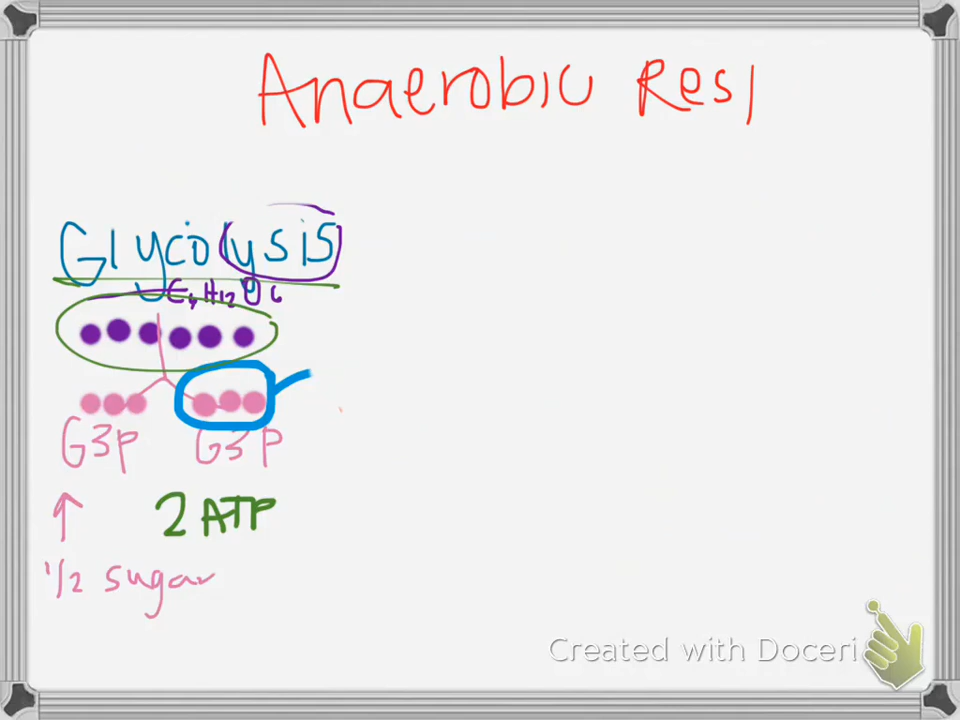 Anaerobic Resp
Glycolysis
C6H12O6
G3P G3P
2 ATP
1/2 sugar
Created with Doceri